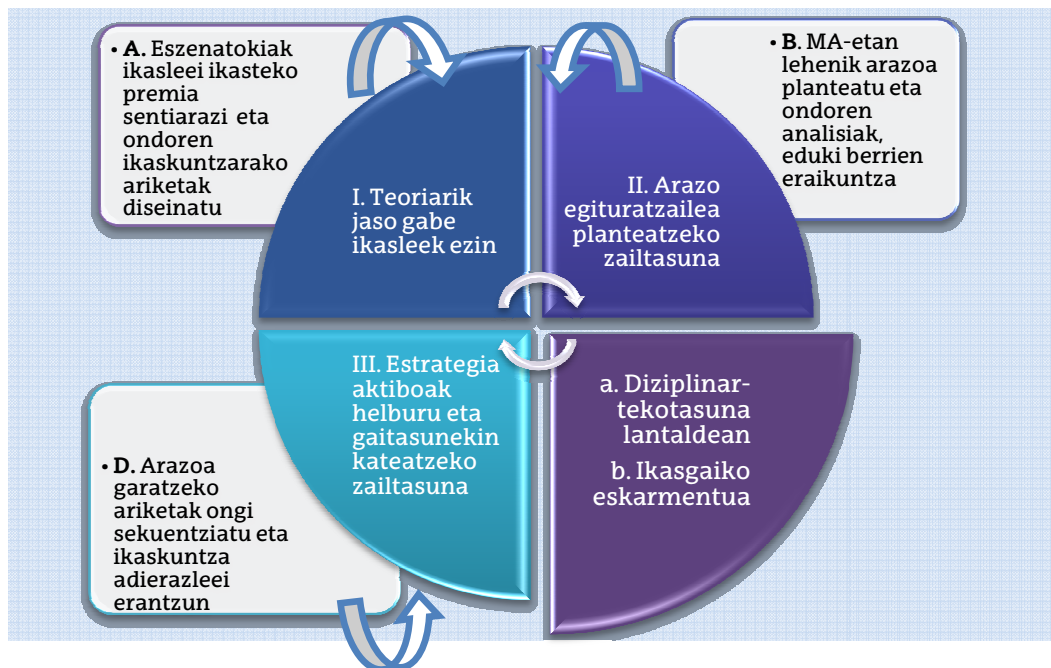 • A. Eszenatokiak
ikasleei ikasteko
premia
sentiarazi eta
ondoren
ikaskuntzarako
ariketak
diseinatu
• B. MA-etan
lehenik arazoa
planteatu eta
ondoren
analisiak,
eduki berrien
eraikuntza
I. Teoriarik
jaso gabe
ikasleek ezin
II. Arazo
egituratzailea
planteatzeko
zailtasuna
III. Estrategia
aktiboak
helburu eta
gaitasunekin
kateatzeko
zailtasuna
a. Diziplinar-
tekotasuna
lantaldean
b. Ikasgaiko
eskarmentua
• D. Arazoa
garatzeko
ariketak ongi
sekuentziatu eta
ikaskuntza
adierazleei
erantzun